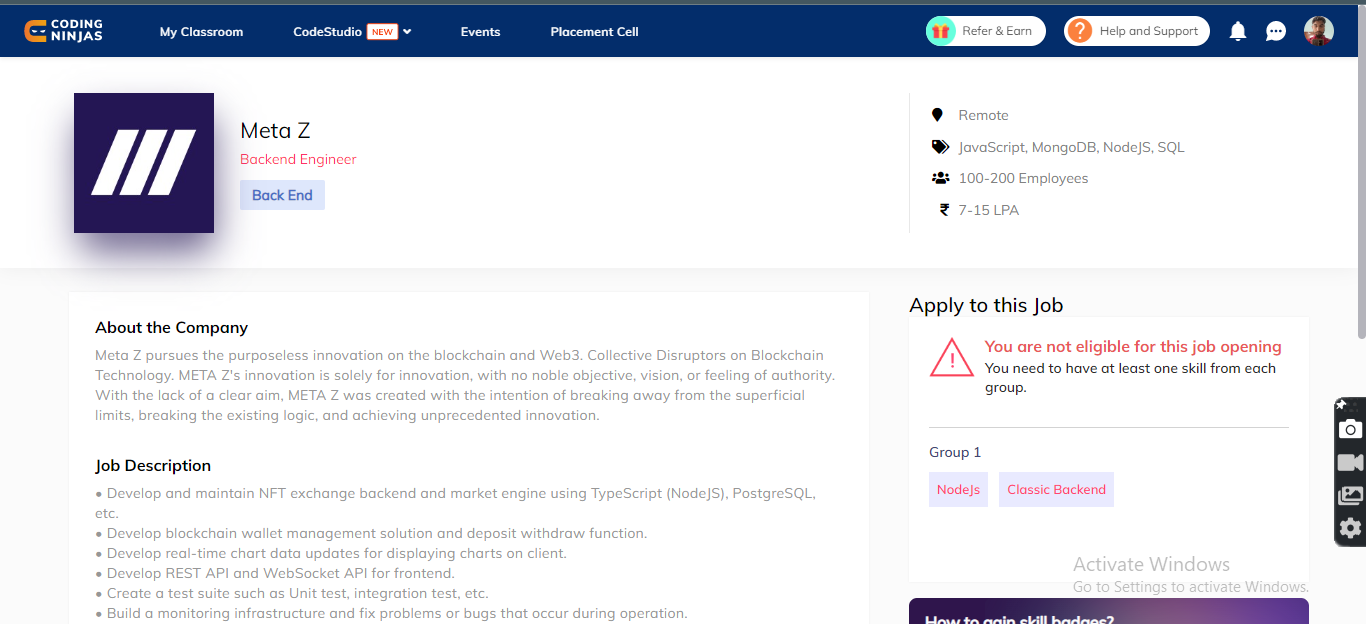 CODING
NINJAS
My Classroom
CodeStudio NEW
Events
Placement Cell
Refer & Earn
Help and Support
Meta Z
Backend Engineer
Back End
Remote
JavaScript, MongoDB, NodeJS, SQL
100-200 Employees
₹ 7-15 LPA
About the Company
Meta Z pursues the purposeless innovation on the blockchain and Web3. Collective Disruptors on Blockchain
Technology. META Z's innovation is solely for innovation, with no noble objective, vision, or feeling of authority.
With the lack of a clear aim, META Z was created with the intention of breaking away from the superficial
limits, breaking the existing logic, and achieving unprecedented innovation.
Job Description
• Develop and maintain NFT exchange backend and market engine using TypeScript (NodeJS), PostgreSQL,
etc.
• Develop blockchain wallet management solution and deposit withdraw function.
• Develop real-time chart data updates for displaying charts on client.
• Develop REST API and WebSocket API for frontend.
• Create a test suite such as Unit test, integration test, etc.
• Build a monitoring infrastructure and fix problems or bugs that occur during operation.
Apply to this Job
You are not eligible for this job opening
You need to have at least one skill from each
group.
Group 1
NodeJs
Classic Backend
Activate Windows
Go to Settings to activate Windows.
How to gain skill badges?